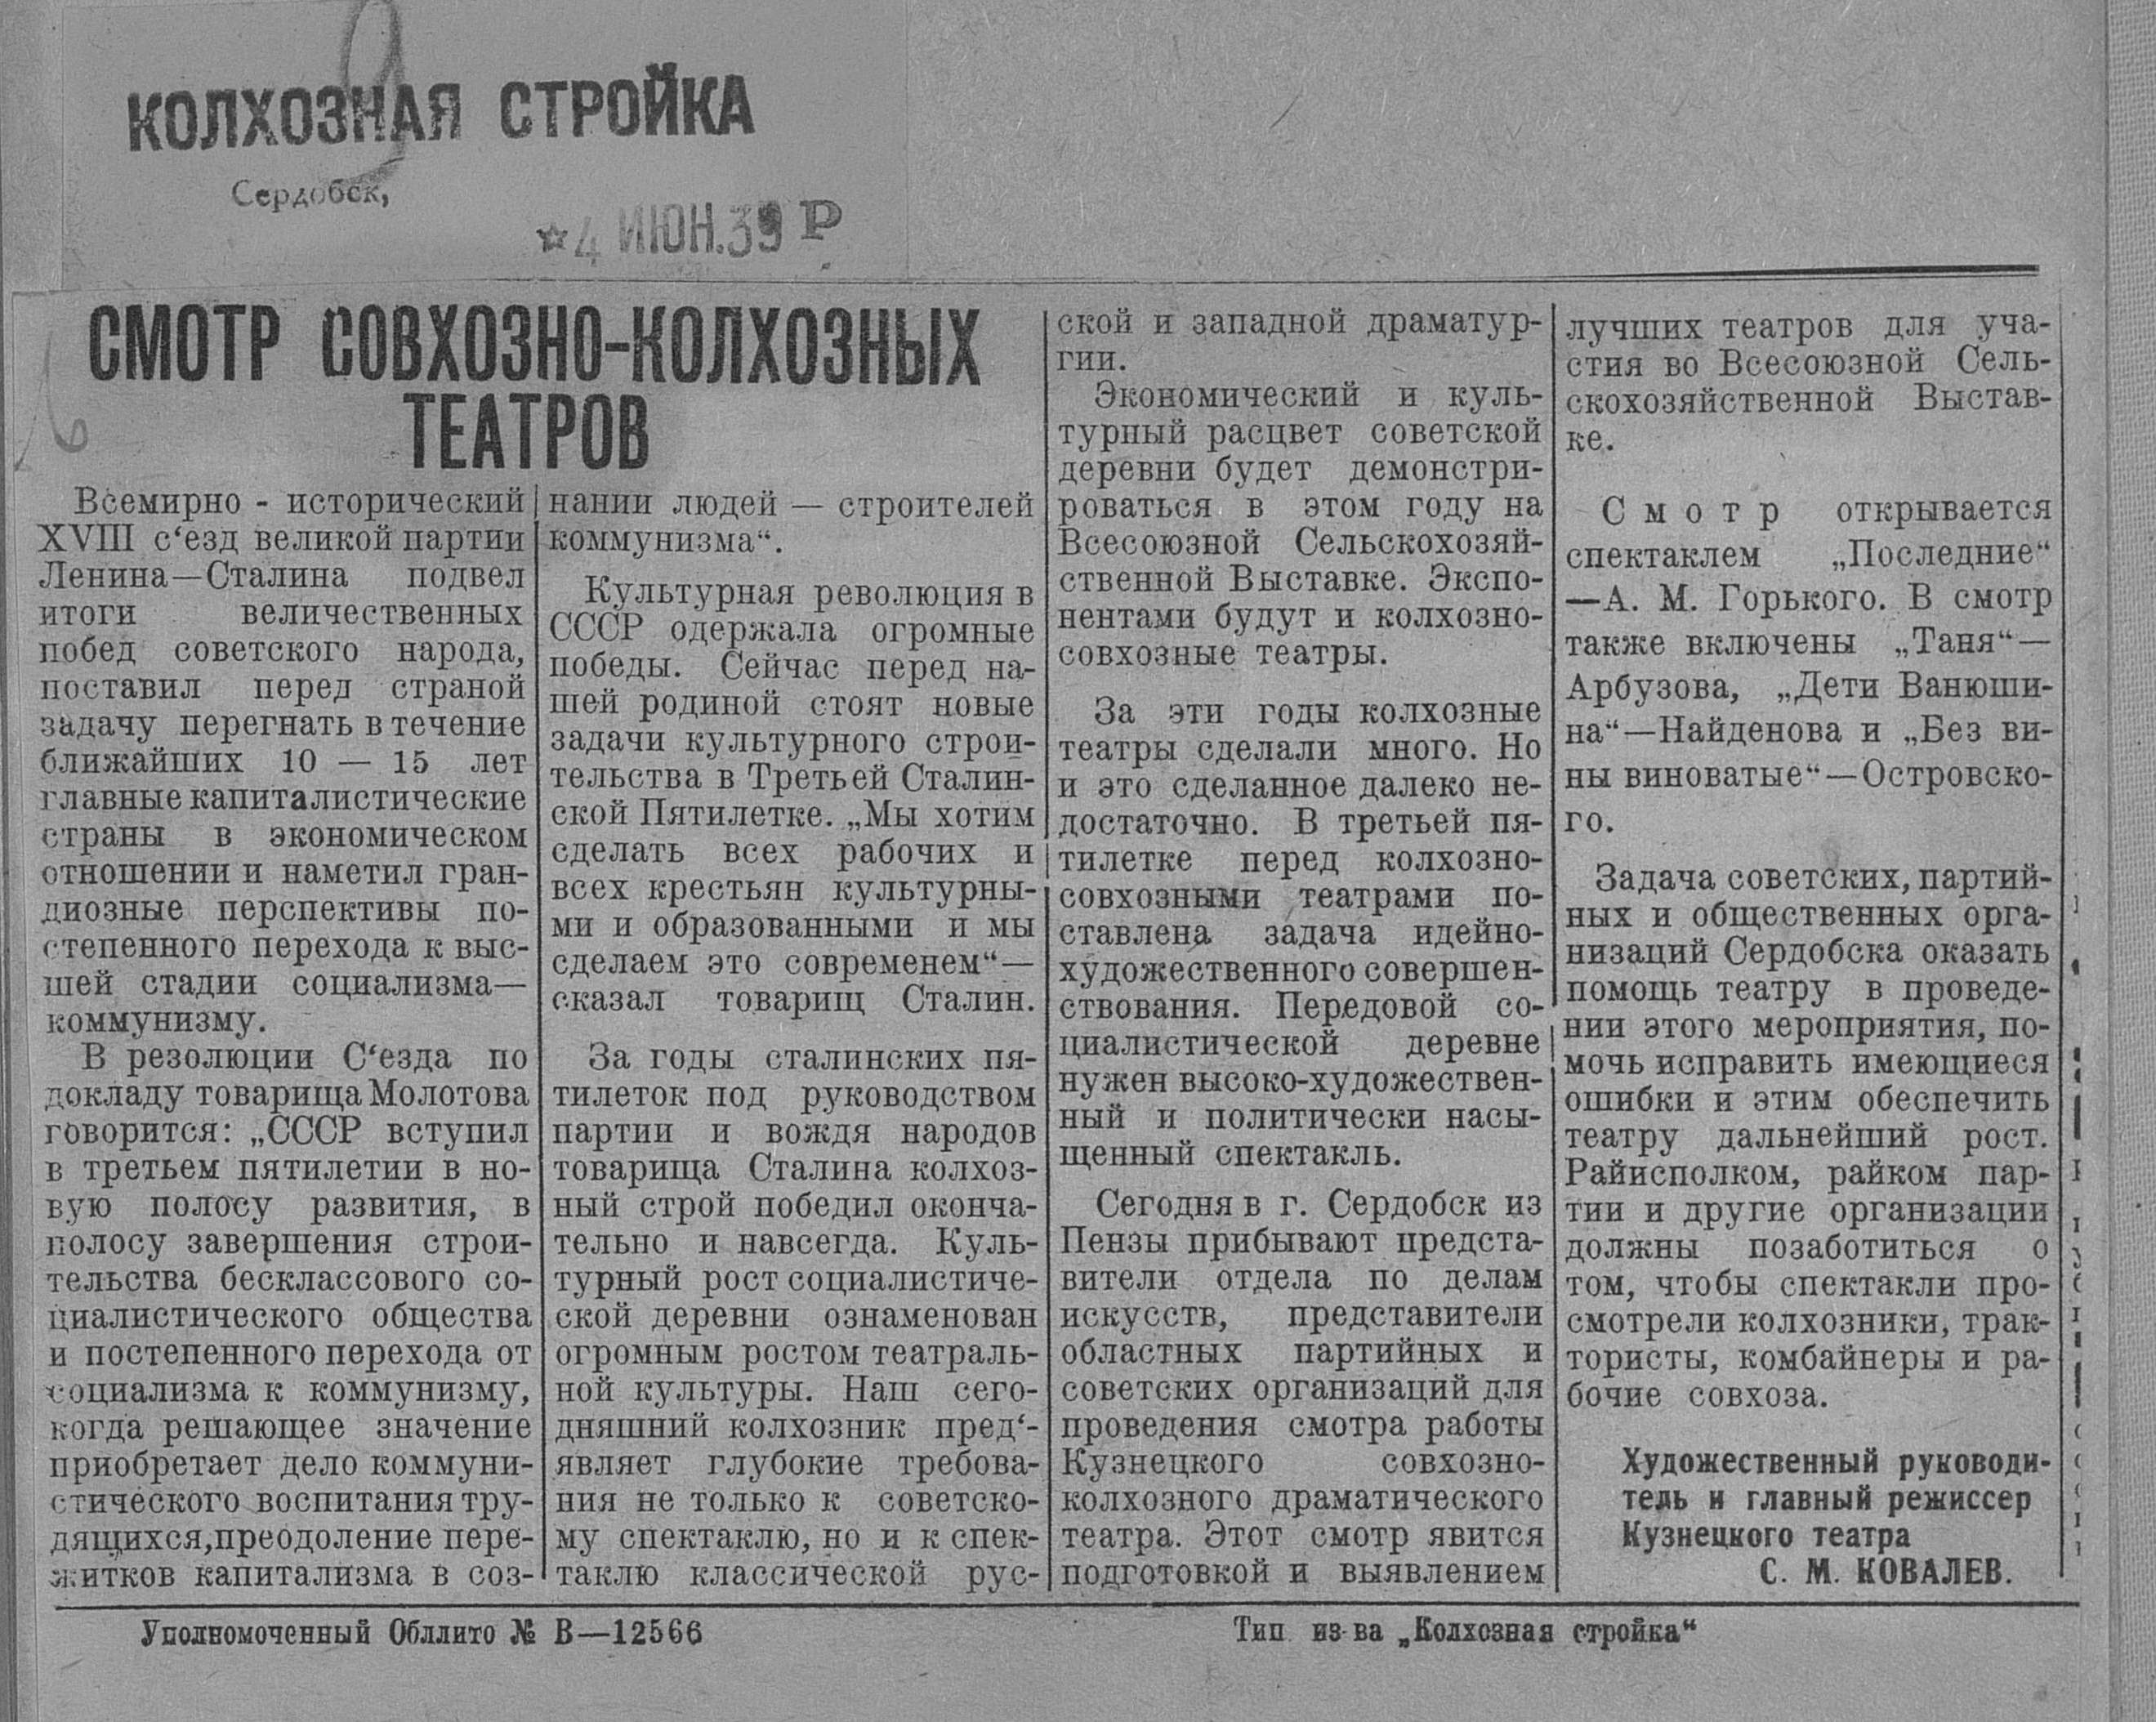 КОЛХОЗНАЯ СТРОЙКА
Сердобск,
☆4 ИЮН.39 Р
СМОТР СОВХОЗНО-КОЛХОЗНЫХ
ТЕАТРОВ
Всемирно - исторический
XVIII с‘езд великой партии
Ленина—Сталина подвел
итоги величественных
побед советского народа,
поставил перед страной
задачу перегнать в течение
ближайших 10 — 15 лет
главные капиталистические
страны в экономическом
отношении и наметил гран-
диозные перспективы по-
степенного перехода к выс-
шей стадии социализма—
коммунизму.
В резолюции С‘езда по
докладу товарища Молотова
говорится: „СССР вступил
в третьем пятилетии в но-
вую полосу развития, в
полосу завершения строи-
тельства бесклассового со-
циалистического общества
и постепенного перехода от
социализма к коммунизму,
когда решающее значение
приобретает дело коммуни-
стического воспитания тру-
дящихся,преодоление пере-
житков капитализма в соз-
нании людей — строителей
коммунизма“.
Культурная революция в
СССР одержала огромные
победы. Сейчас перед на-
шей родиной стоят новые
задачи культурного строи-
тельства в Третьей Сталин-
ской Пятилетке. „Мы хотим
сделать всех рабочих и
всех крестьян культурны-
ми и образованными и мы
сделаем это современем“—
сказал товарищ Сталин.
За годы сталинских пя-
тилеток под руководством
партии и вождя народов
товарища Сталина колхоз-
ный строй победил оконча-
тельно и навсегда. Куль-
турный рост социалистиче-
ской деревни ознаменован
огромным ростом театраль-
ной культуры. Наш сего-
дняшний колхозник пред‘-
являет глубокие требова-
ния не только к советско-
му спектаклю, но и к спек-
таклю классической рус-
ской и западной драматур-
гии.
Экономический и куль-
турный расцвет советской
деревни будет демонстри-
роваться в этом году на
Всесоюзной Сельскохозяй-
ственной Выставке. Экспо-
нентами будут и колхозно-
совхозные театры.
За эти годы колхозные
театры сделали много. Но
и это сделанное далеко не-
достаточно. В третьей пя-
тилетке перед колхозно-
совхозными театрами по-
ставлена задача идейно-
художественного совершен-
ствования. Передовой со-
циалистической деревне
нужен высоко-художествен-
ный и политически насы-
щенный спектакль.
Сегодня в г. Сердобск из
Пензы прибывают предста-
вители отдела по делам
искусств, представители
областных партийных и
советских организаций для
проведения смотра работы
Кузнецкого совхозно-
колхозного драматического
театра. Этот смотр явится
подготовкой и выявлением
лучших театров для уча-
стия во Всесоюзной Сель-
скохозяйственной Выстав-
ке.
Смотр открывается
спектаклем „Последние“
—А. М. Горького. В смотр
также включены „Таня“—
Арбузова, „Дети Ванюши-
на“—Найденова и „Без ви-
ны виноватые“—Островско-
го.
Задача советских, партий-
ных и общественных орга-
низаций Сердобска оказать
помощь театру в проведе-
нии этого мероприятия, по-
мочь исправить имеющиеся
ошибки и этим обеспечить
театру дальнейший рост.
Райисполком, райком пар-
тии и другие организации
должны позаботиться о
том, чтобы спектакли про-
смотрели колхозники, трак-
тористы, комбайнеры и ра-
бочие совхоза.
Художественный руководи-
тель и главный режиссер
Кузнецкого театра
С. М. КОВАЛЕВ.
Уполномоченный Обллито № В—12566
Тип. из-ва „Колхозная стройка“